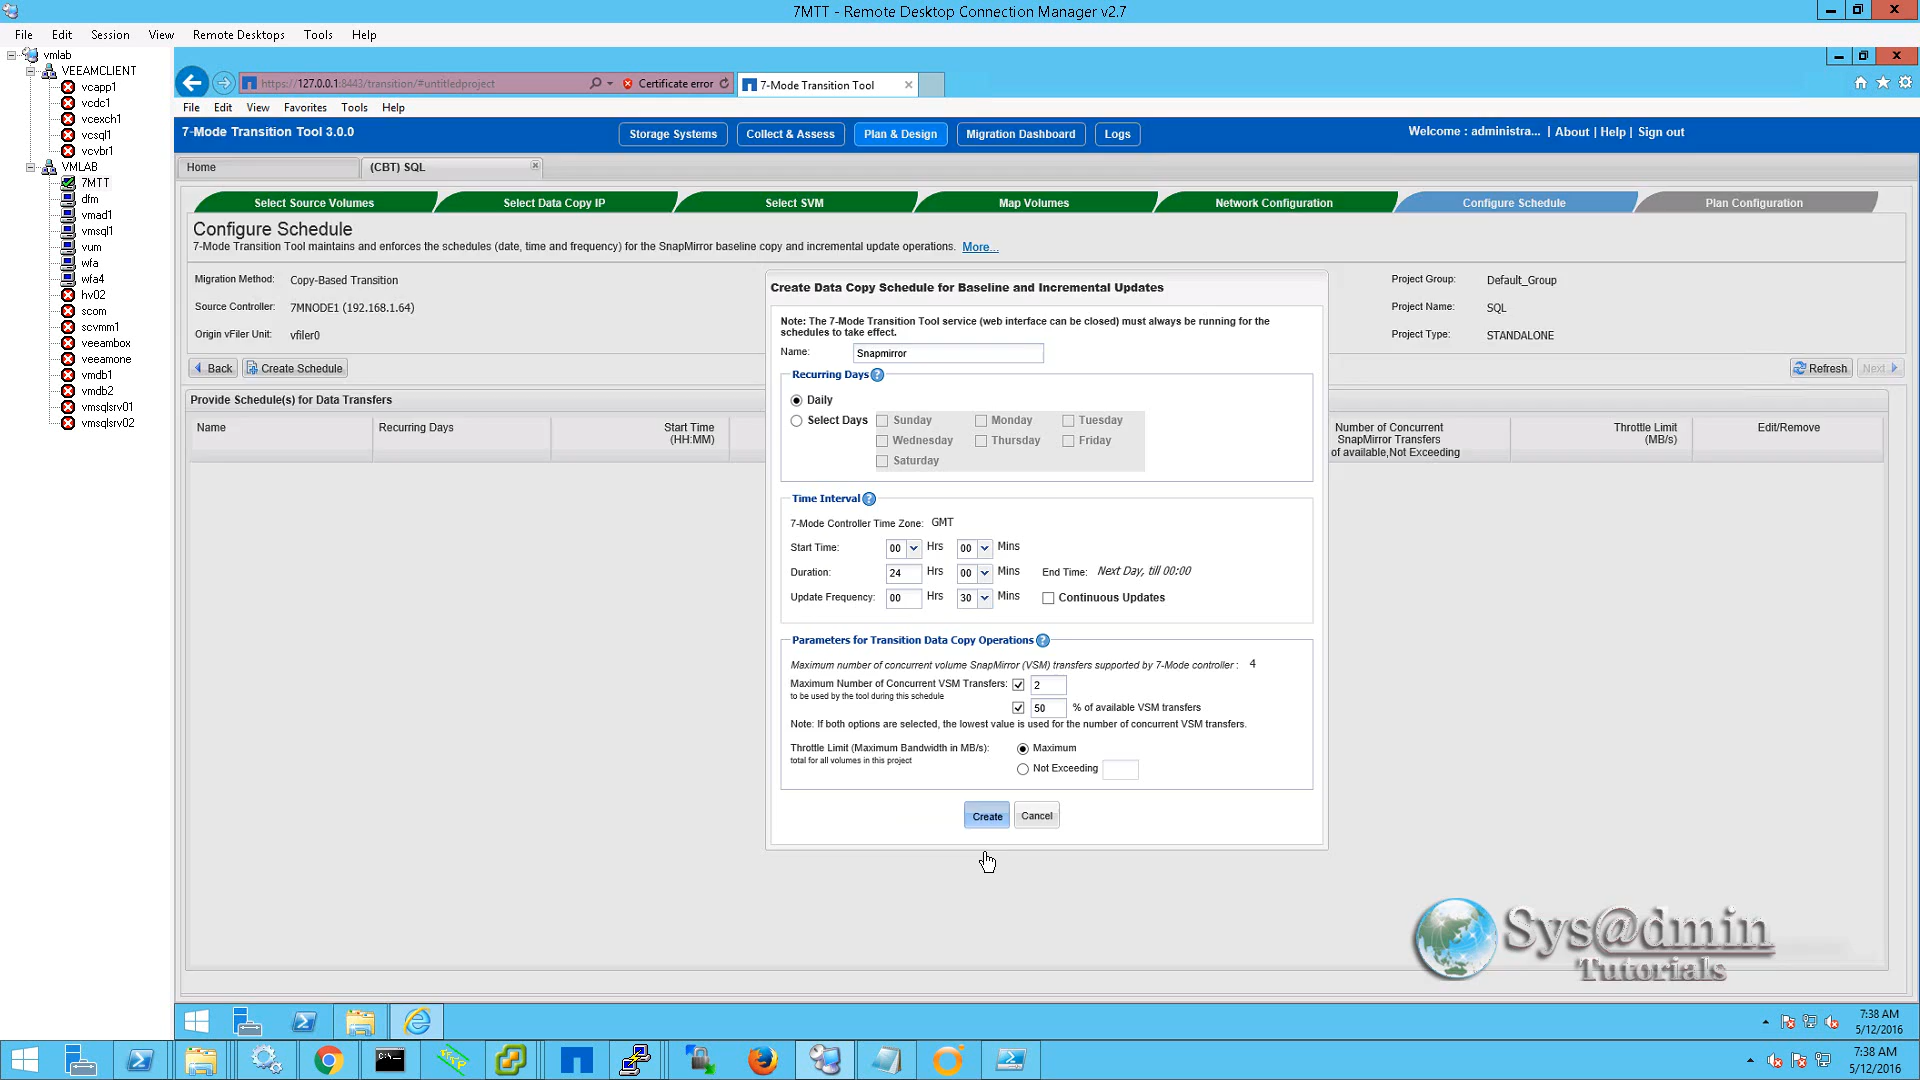 7MTT - Remote Desktop Connection Manager v2.7
File Edit Session View Remote Desktops Tools Help
vmlab
VEEAMCLIENT
vcapp1
vcdc1
vcexch1
vcsql1
vcvbr1
VMLAB
7MTT
dfm
vmad1
vmsql1
vum
wfa
wfa4
hv02
scom
scvmm1
veeambox
veeamone
vmdb1
vmdb2
vmsqlsrv01
vmsqlsrv02
https://127.0.0.1:8443/transition/#untitledproject Certificate error 7-Mode Transition Tool
File Edit View Favorites Tools Help
7-Mode Transition Tool 3.0.0 Storage Systems Collect & Assess Plan & Design Migration Dashboard Logs Welcome : administra... | About | Help | Sign out
Home (CBT) SQL
Select Source Volumes Select Data Copy IP Select SVM Map Volumes Network Configuration Configure Schedule Plan Configuration
Configure Schedule
7-Mode Transition Tool maintains and enforces the schedules (date, time and frequency) for the SnapMirror baseline copy and incremental update operations. More...
Migration Method: Copy-Based Transition
Source Controller: 7MNODE1 (192.168.1.64)
Origin vFiler Unit: vfiler0
Project Group: Default_Group
Project Name: SQL
Project Type: STANDALONE
Back Create Schedule Refresh Next
Provide Schedule(s) for Data Transfers
Name Recurring Days Start Time
(HH:MM)
Number of Concurrent
SnapMirror Transfers
of available,Not Exceeding
Throttle Limit
(MB/s)
Edit/Remove
Create Data Copy Schedule for Baseline and Incremental Updates
Note: The 7-Mode Transition Tool service (web interface can be closed) must always be running for the
schedules to take effect.
Name: Snapmirror
Recurring Days
Daily
Select Days Sunday Monday Tuesday
Wednesday Thursday Friday
Saturday
Time Interval
7-Mode Controller Time Zone: GMT
Start Time: 00 Hrs 00 Mins
Duration: 24 Hrs 00 Mins End Time: Next Day, till 00:00
Update Frequency: 00 Hrs 30 Mins Continuous Updates
Parameters for Transition Data Copy Operations
Maximum number of concurrent volume SnapMirror (VSM) transfers supported by 7-Mode controller : 4
Maximum Number of Concurrent VSM Transfers: 2
to be used by the tool during this schedule
50 % of available VSM transfers
Note: If both options are selected, the lowest value is used for the number of concurrent VSM transfers.
Throttle Limit (Maximum Bandwidth in MB/s): Maximum
total for all volumes in this project
Not Exceeding
Create Cancel
Sys@dmin
Tutorials
7:38 AM
5/12/2016
7:38 AM
5/12/2016